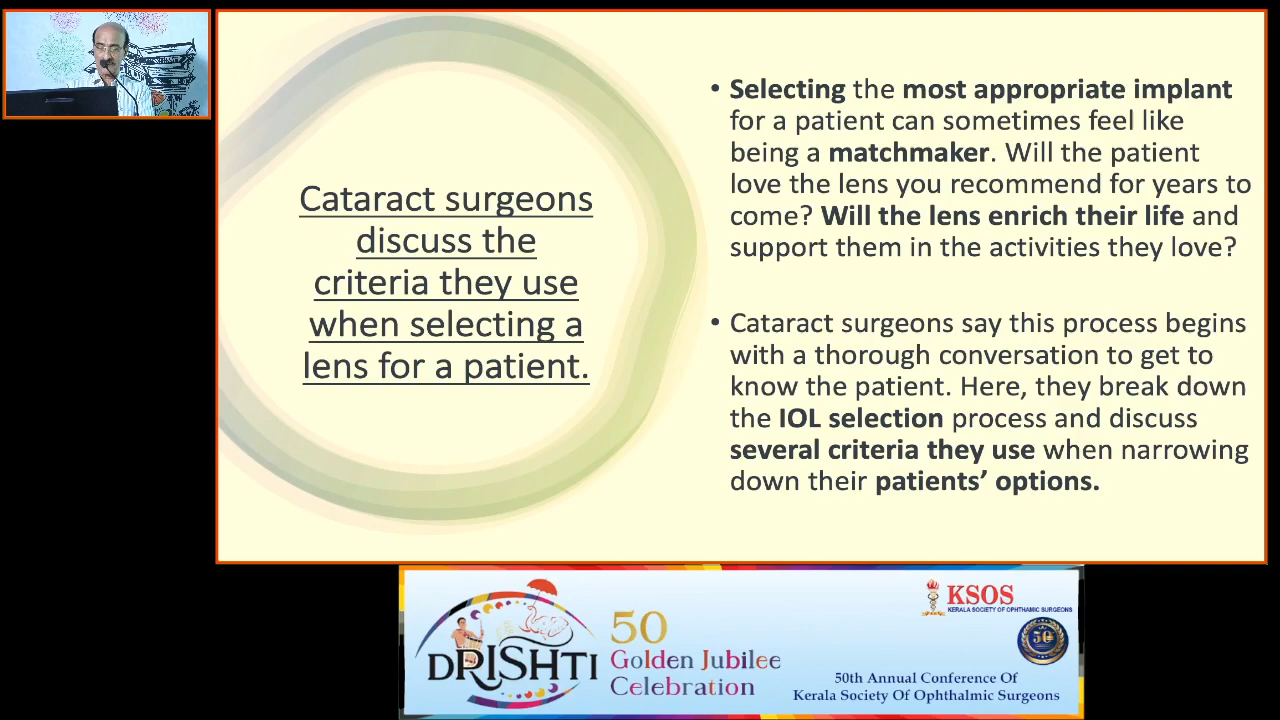 Cataract surgeons
discuss the
criteria they use
when selecting a
lens for a patient.
• Selecting the most appropriate implant
for a patient can sometimes feel like
being a matchmaker. Will the patient
love the lens you recommend for years to
come? Will the lens enrich their life and
support them in the activities they love?
• Cataract surgeons say this process begins
with a thorough conversation to get to
know the patient. Here, they break down
the IOL selection process and discuss
several criteria they use when narrowing
down their patients’ options.
DRISHTI
50
Golden Jubilee
Celebration
KSOS
KERALA SOCIETY OF OPHTHAMIC SURGEONS
50
50th Annual Conference Of
Kerala Society Of Ophthalmic Surgeons